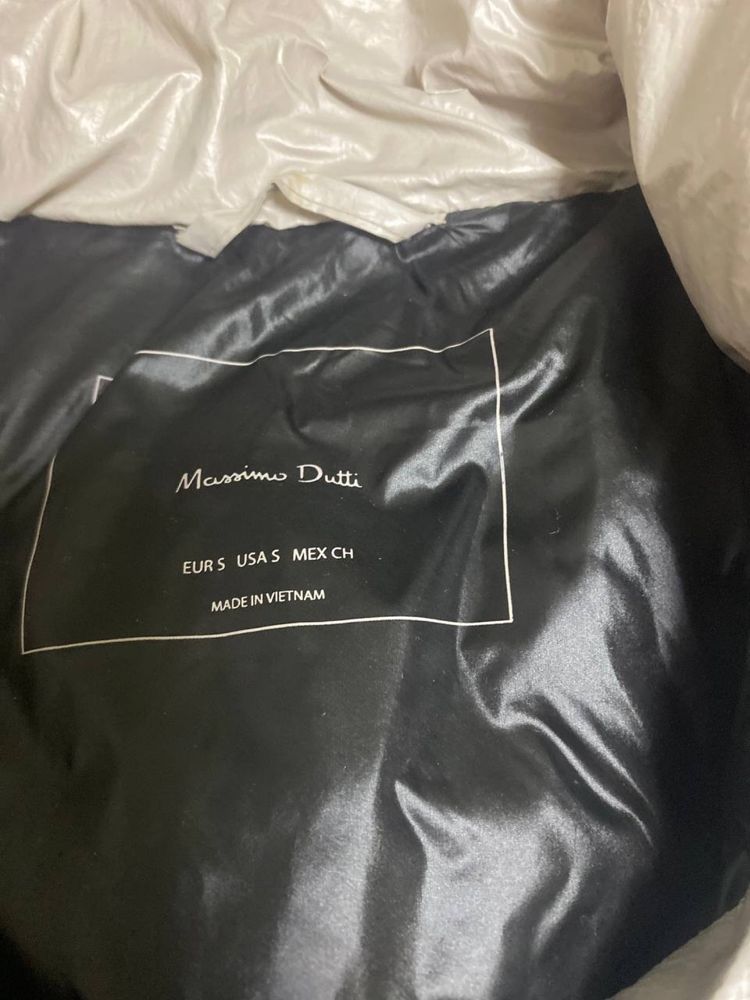 Massimo Dutti
EUR S USA S MEX CH
MADE IN VIETNAM